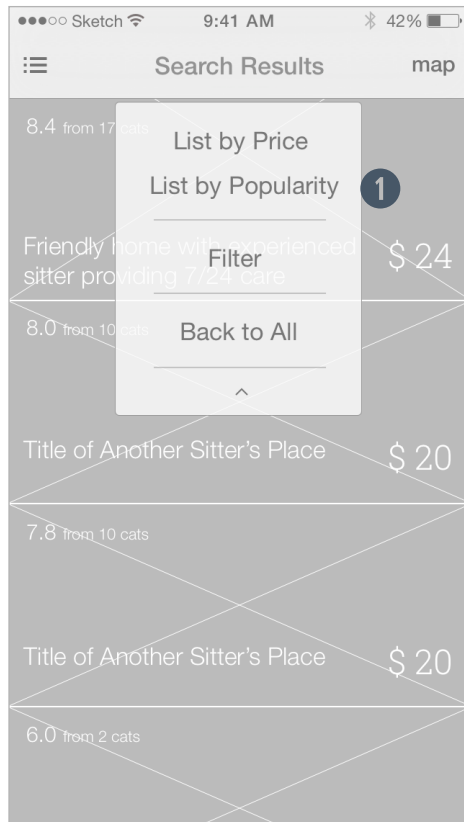 Sketch 9:41 AM 42%
Search Results map
8.4 from 17 cats
List by Price
List by Popularity 1
Friendly home with experienced
sitter providing 7/24 care
$ 24
Filter
8.0 from 10 cats
Back to All
Title of Another Sitter's Place $ 20
7.8 from 10 cats
Title of Another Sitter's Place $ 20
6.0 from 2 cats